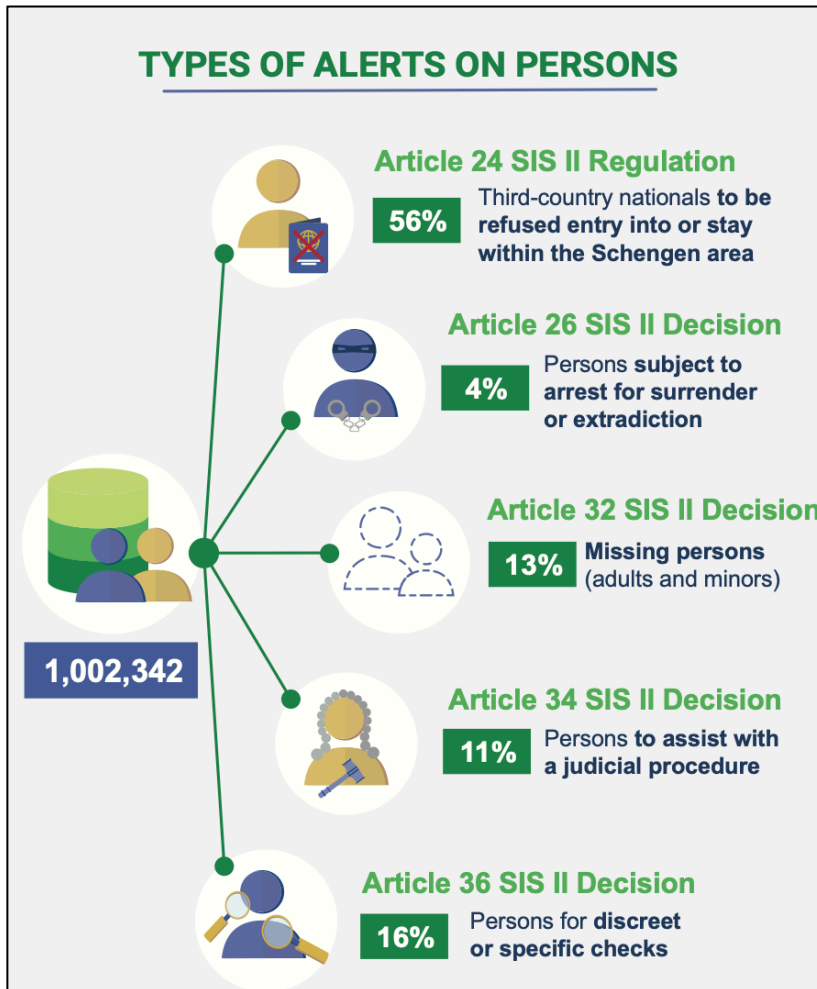 TYPES OF ALERTS ON PERSONS
Article 24 SIS II Regulation
56%
Third-country nationals to be
refused entry into or stay
within the Schengen area
Article 26 SIS II Decision
4%
Persons subject to
arrest for surrender
or extradition
Article 32 SIS II Decision
13%
Missing persons
(adults and minors)
1,002,342
Article 34 SIS II Decision
11%
Persons to assist with
a judicial procedure
Article 36 SIS II Decision
16%
Persons for discreet
or specific checks